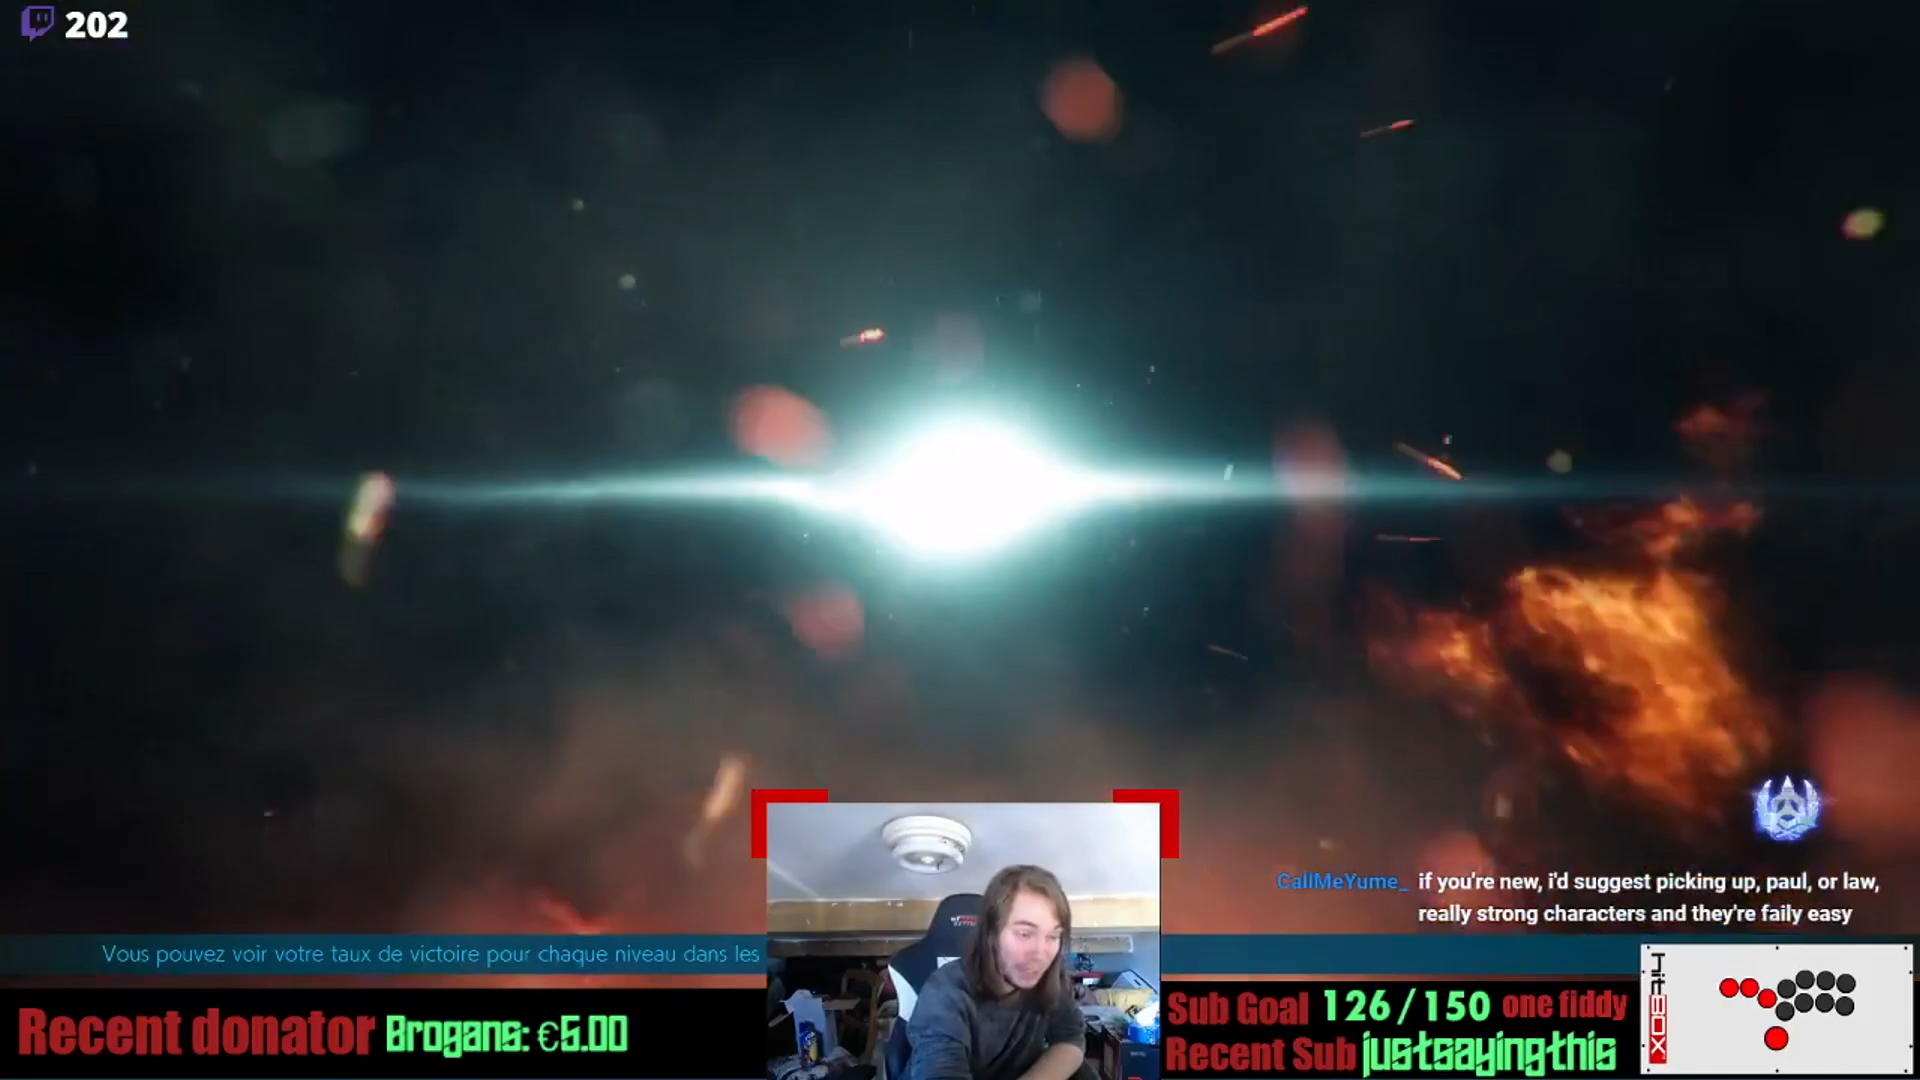 202
CallMeYume_ if you're new, i'd suggest picking up, paul, or law,
really strong characters and they're faily easy
Vous pouvez voir votre taux de victoire pour chaque niveau dans les
Recent donator Brogans: €5.00
Sub Goal 126/150 one fiddy
Recent Sub justsayingthis
hitBOX